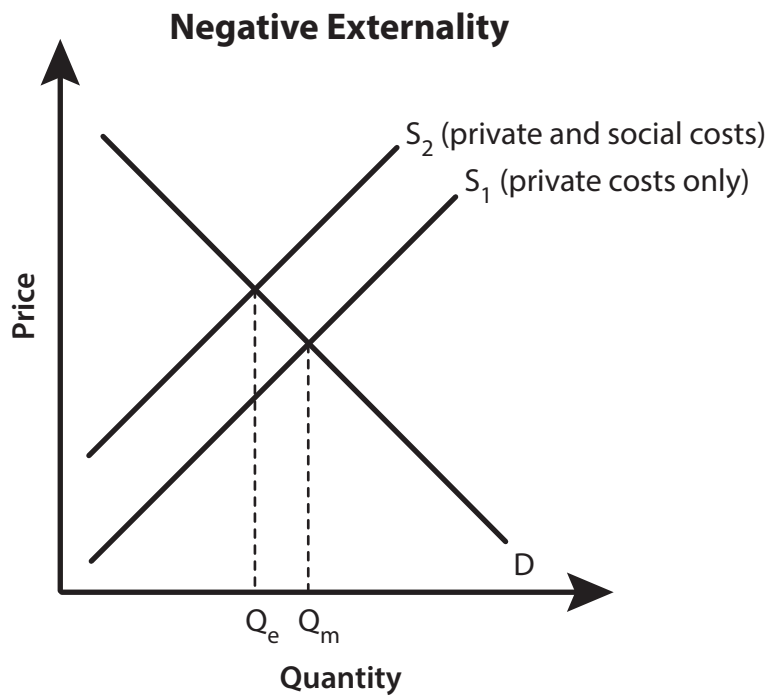 Negative Externality
S₂ (private and social costs)
S₁ (private costs only)
Price
D
Qₑ Qₘ
Quantity